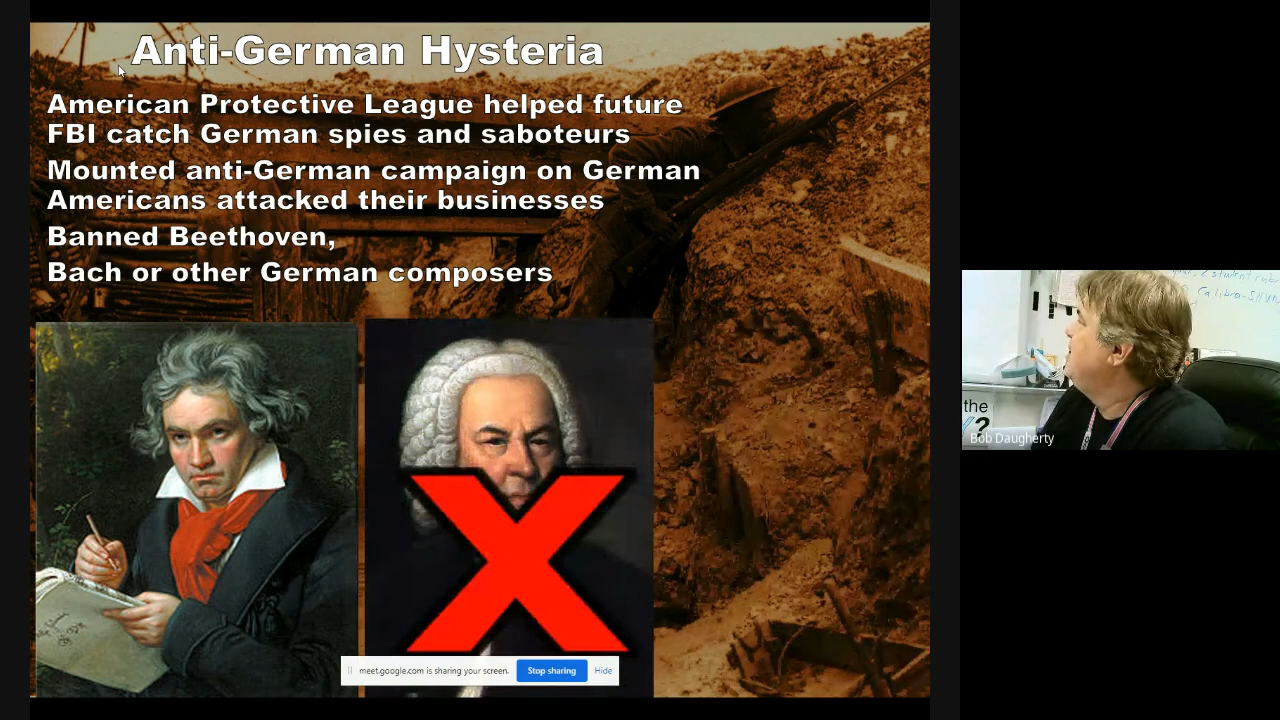 Anti-German Hysteria
American Protective League helped future
FBI catch German spies and saboteurs
Mounted anti-German campaign on German
Americans attacked their businesses
Banned Beethoven,
Bach or other German composers
meet.google.com is sharing your screen.
Stop sharing
Hide
the
?
Bob Daugherty